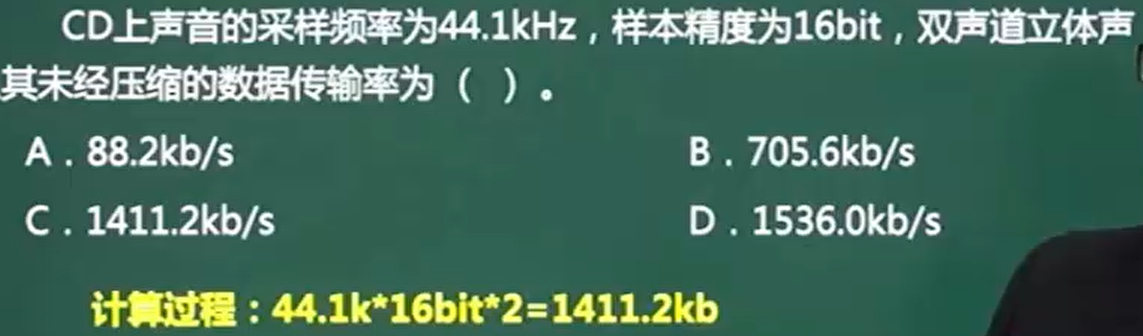 CD上声音的采样频率为44.1kHz，样本精度为16bit，双声道立体声
其未经压缩的数据传输率为（ ）。
A．88.2kb/s
B．705.6kb/s
C．1411.2kb/s
D．1536.0kb/s
计算过程：44.1k*16bit*2=1411.2kb